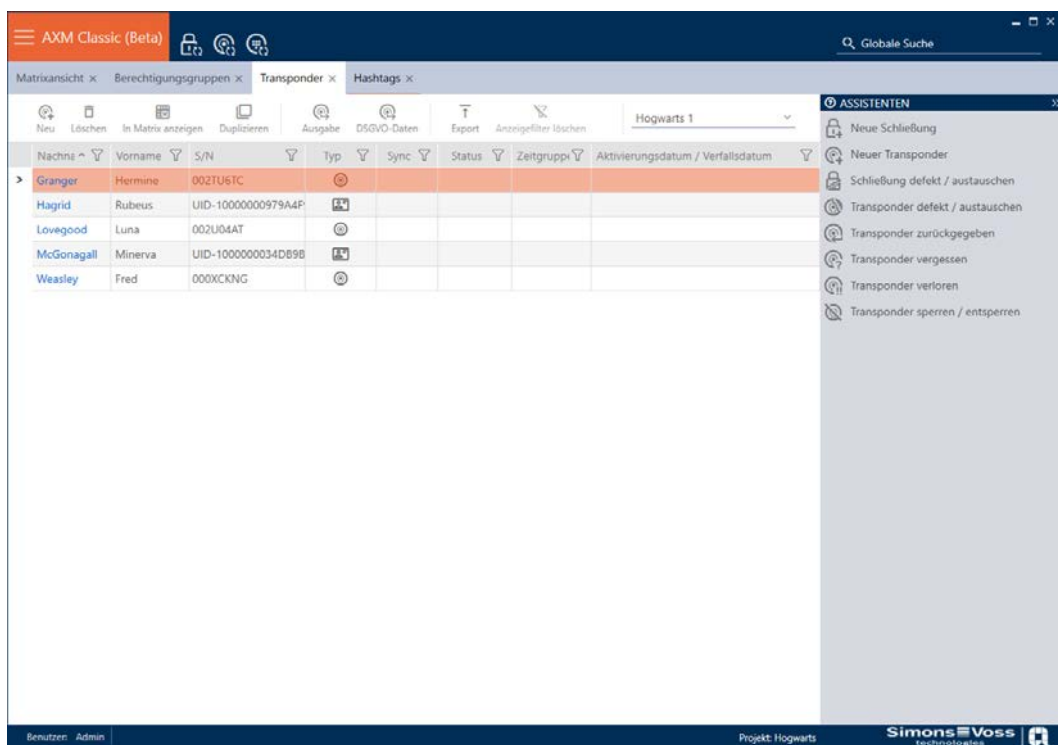 AXM Classic (Beta)
Globale Suche
Matrixansicht × Berechtigungsgruppen × Transponder × Hashtags ×
Neu Löschen In Matrix anzeigen Duplizieren Ausgabe DSGVO-Daten Export Anzeigefilter löschen Hogwarts 1
Nachna Vorname S/N Typ Sync Status Zeitgruppe Aktivierungsdatum / Verfallsdatum
Granger Hermine 002TU6TC
Hagrid Rubeus UID-10000000979A4F
Lovegood Luna 002U04AT
McGonagall Minerva UID-1000000034DB9B
Weasley Fred 000XCKNG
ASSISTENTEN
Neue Schließung
Neuer Transponder
Schließung defekt / austauschen
Transponder defekt / austauschen
Transponder zurückgegeben
Transponder vergessen
Transponder verloren
Transponder sperren / entsperren
Benutzer: Admin
Projekt: Hogwarts
SimonsVoss
technologies